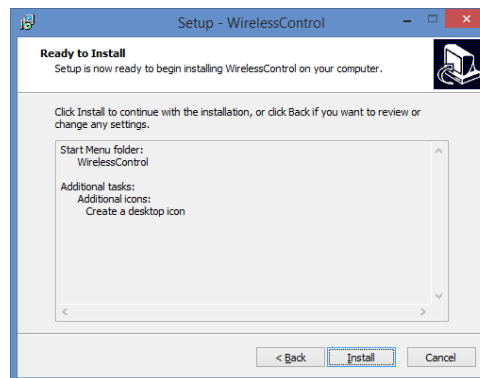 Setup - WirelessControl
Ready to Install
Setup is now ready to begin installing WirelessControl on your computer.
Click Install to continue with the installation, or click Back if you want to review or
change any settings.
Start Menu folder:
WirelessControl
Additional tasks:
Additional icons:
Create a desktop icon
< Back
Install
Cancel